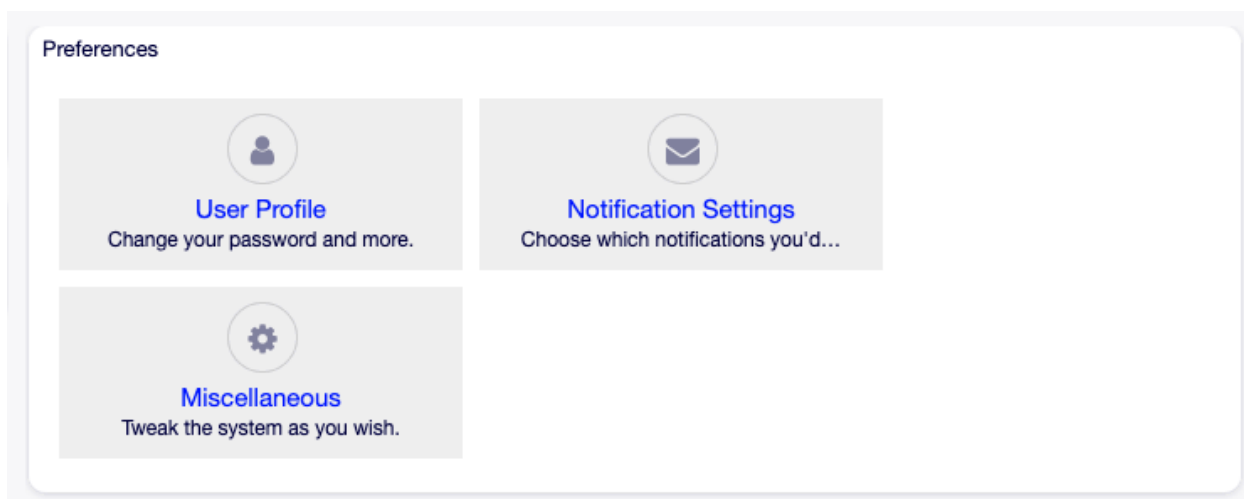 Preferences
User Profile
Change your password and more.
Notification Settings
Choose which notifications you'd...
Miscellaneous
Tweak the system as you wish.